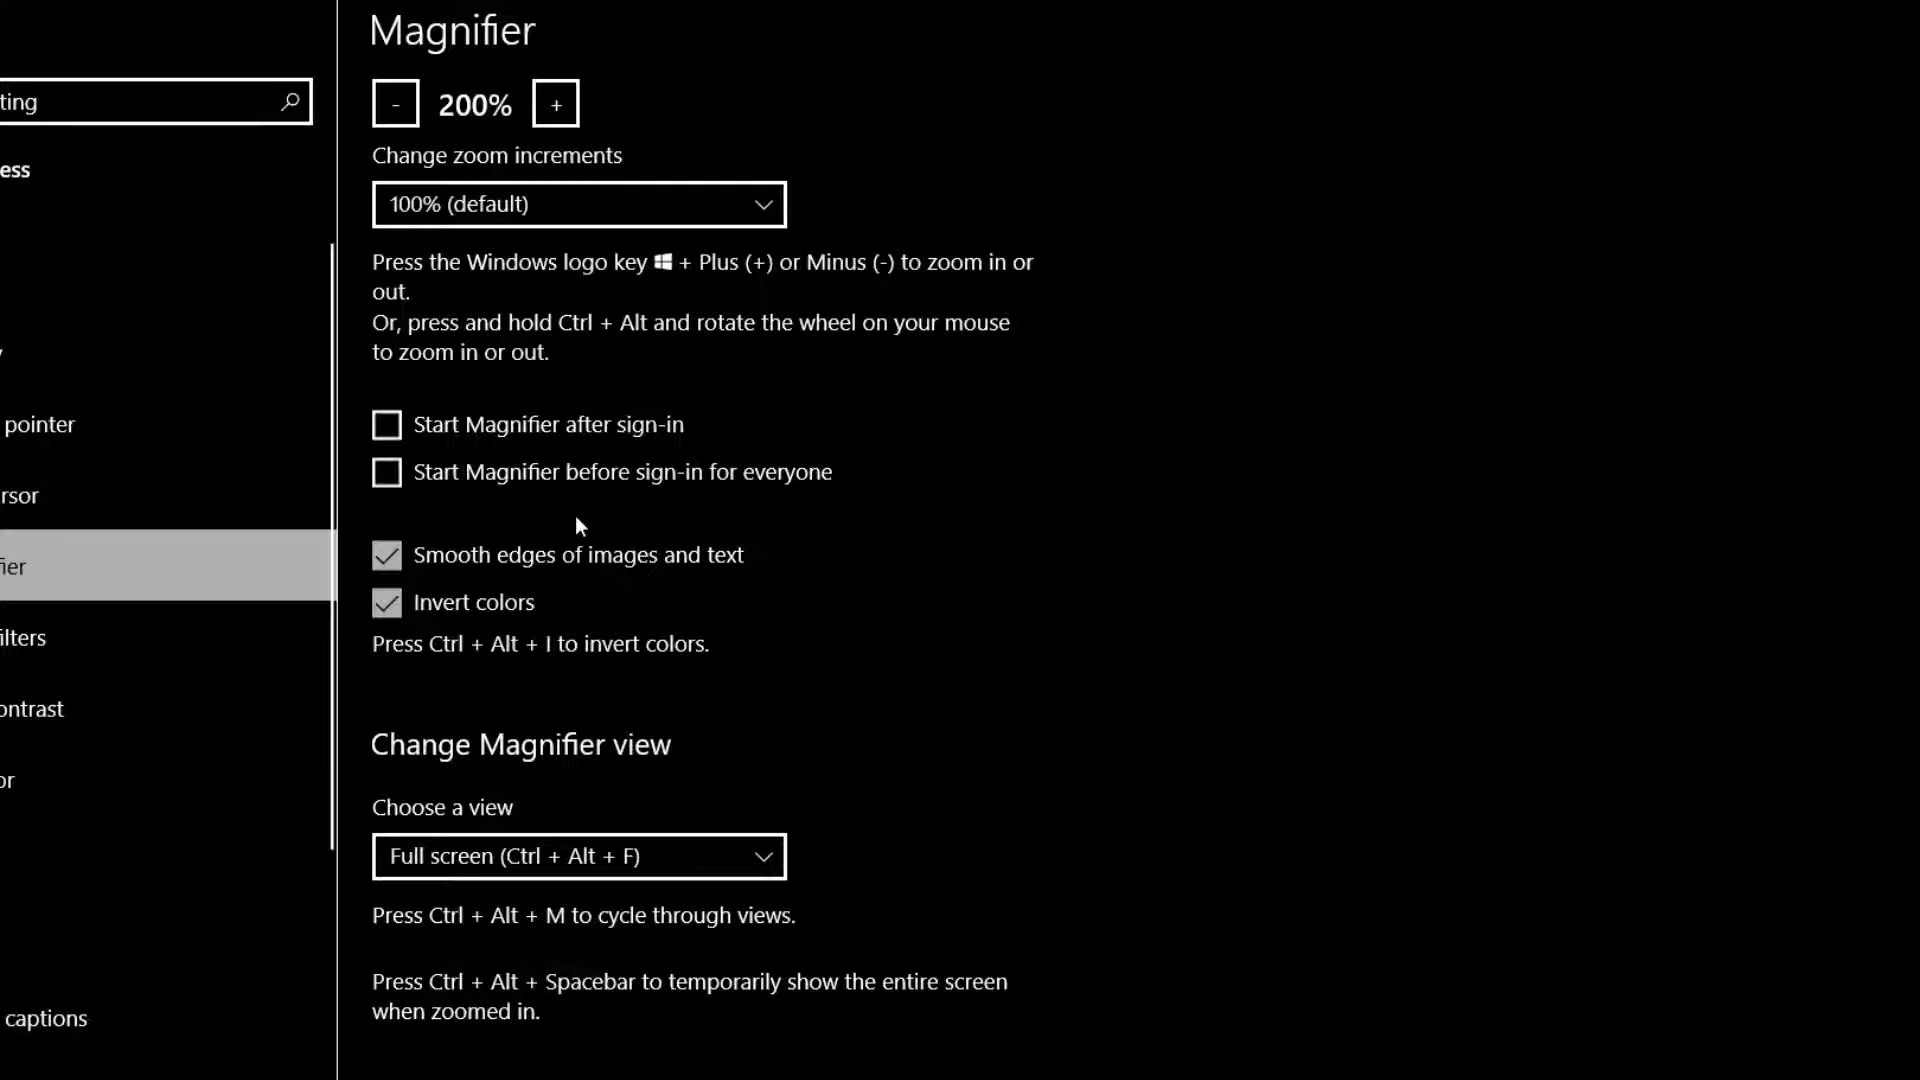 Magnifier
ting
- 200% +
ess
Change zoom increments
100% (default)
Press the Windows logo key + Plus (+) or Minus (-) to zoom in or
out.
Or, press and hold Ctrl + Alt and rotate the wheel on your mouse
to zoom in or out.
pointer
Start Magnifier after sign-in
Start Magnifier before sign-in for everyone
rsor
Smooth edges of images and text
fier
Invert colors
ilters
Press Ctrl + Alt + I to invert colors.
ontrast
Change Magnifier view
or
Choose a view
Full screen (Ctrl + Alt + F)
Press Ctrl + Alt + M to cycle through views.
Press Ctrl + Alt + Spacebar to temporarily show the entire screen
when zoomed in.
captions